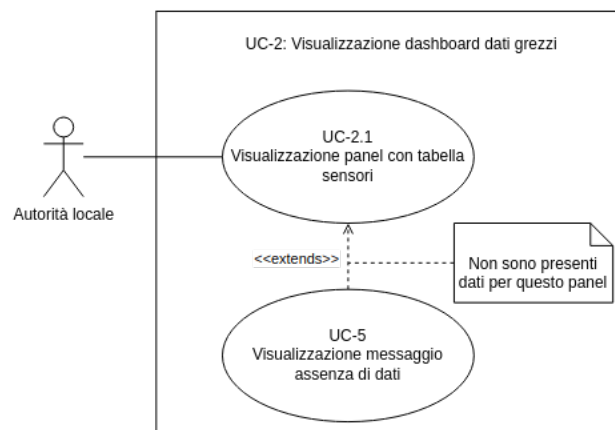 UC-2: Visualizzazione dashboard dati grezzi
UC-2.1
Visualizzazione panel con tabella
sensori
Autorità locale
<<extends>>
Non sono presenti
dati per questo panel
UC-5
Visualizzazione messaggio
assenza di dati